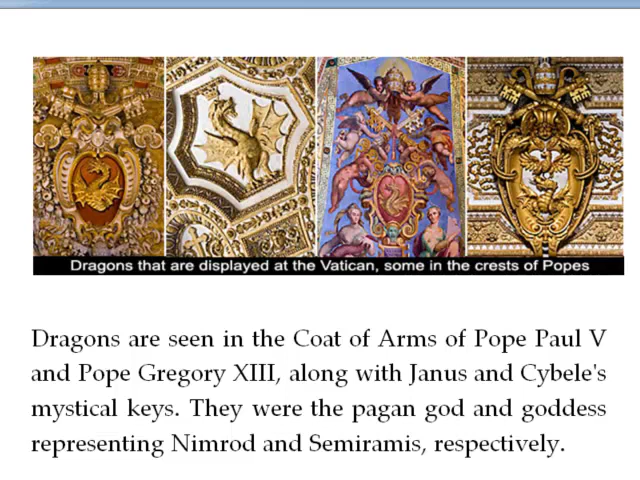 Dragons that are displayed at the Vatican, some in the crests of Popes
Dragons are seen in the Coat of Arms of Pope Paul V
and Pope Gregory XIII, along with Janus and Cybele's
mystical keys. They were the pagan god and goddess
representing Nimrod and Semiramis, respectively.